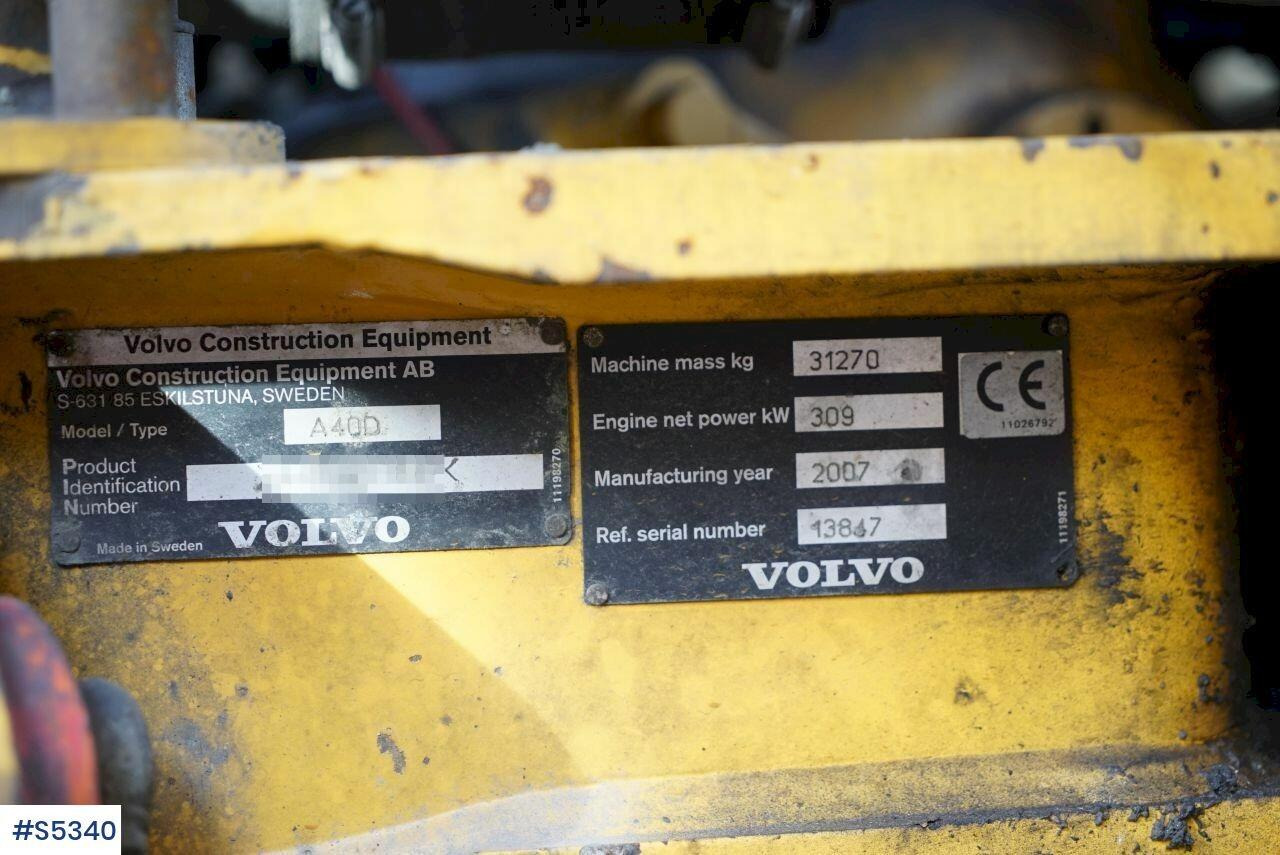 Volvo Construction Equipment
Volvo Construction Equipment AB
S-631 85 ESKILSTUNA, SWEDEN
Model / Type A40D
Product
Identification
Number
K
11198270
Made in Sweden
VOLVO
Machine mass kg 31270
Engine net power kW 309
Manufacturing year 2007
Ref. serial number 13847
VOLVO
CE
11026792
11198271
#S5340